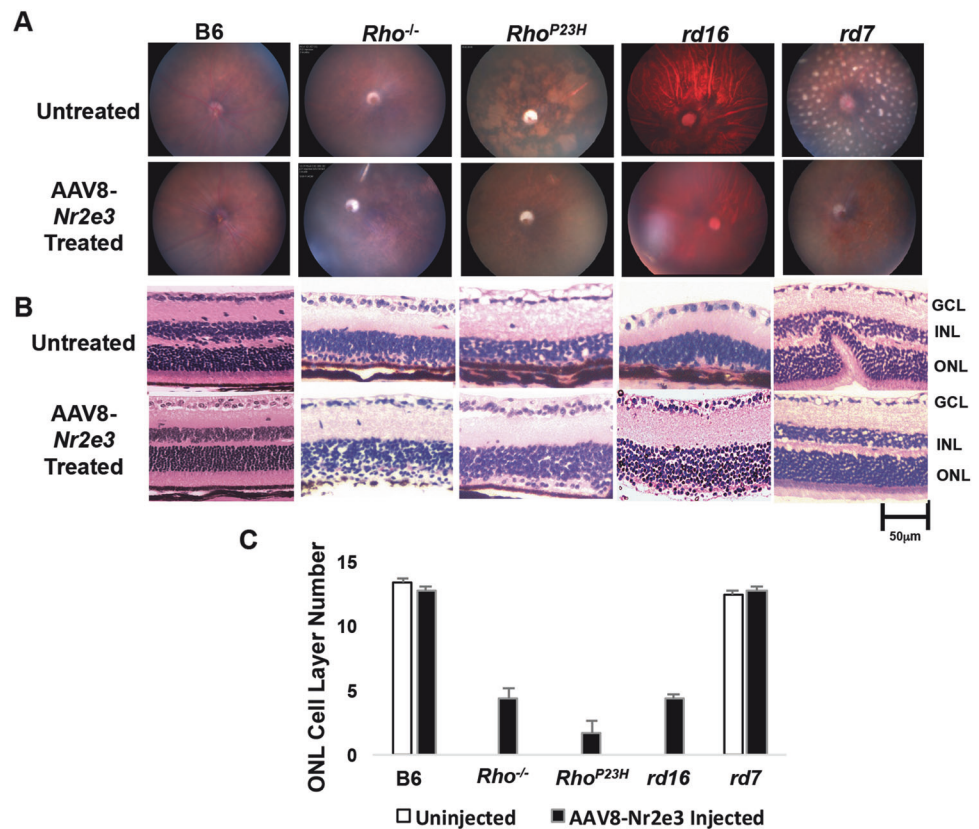 A
B6
Rho-/-
RhoP23H
rd16
rd7
Untreated
AAV8-
Nr2e3
Treated
B
Untreated
GCL
INL
ONL
AAV8-
Nr2e3
Treated
GCL
INL
ONL
50μm
C
ONL Cell Layer Number
15
10
5
0
B6
Rho-/-
RhoP23H
rd16
rd7
Uninjected
AAV8-Nr2e3 Injected